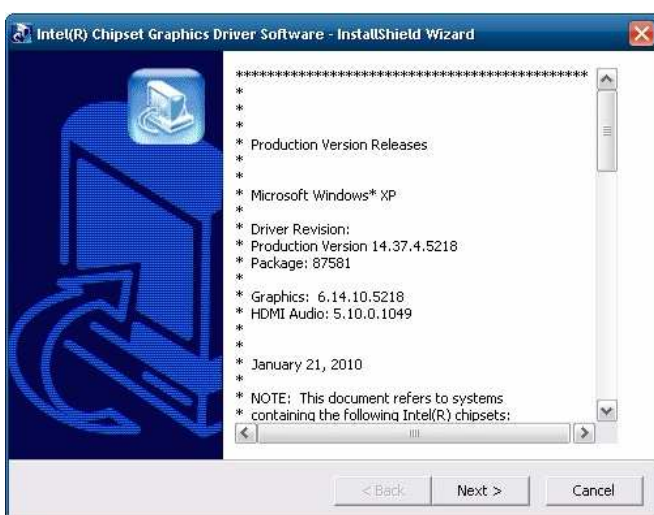 Intel(R) Chipset Graphics Driver Software - InstallShield Wizard
*********************************************
*
*
*
* Production Version Releases
*
*
* Microsoft Windows* XP
*
* Driver Revision:
* Production Version 14.37.4.5218
* Package: 87581
*
* Graphics: 6.14.10.5218
* HDMI Audio: 5.10.0.1049
*
*
* January 21, 2010
*
* NOTE: This document refers to systems
* containing the following Intel(R) chipsets:
< Back Next > Cancel